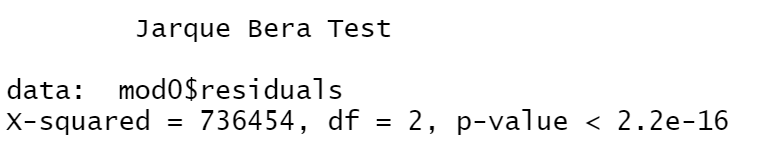 Jarque Bera Test
data:  mod0$residuals
X-squared = 736454, df = 2, p-value < 2.2e-16